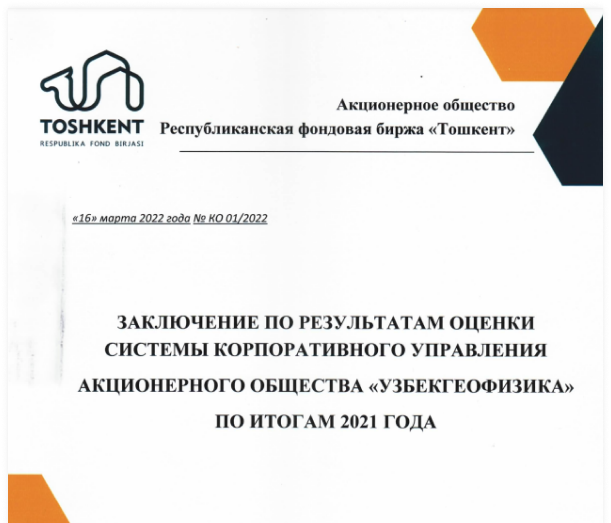 TOSHKENT
RESPUBLIKA FOND BIRJASI
Акционерное общество
Республиканская фондовая биржа «Тошкент»
«16» марта 2022 года № КО 01/2022
ЗАКЛЮЧЕНИЕ ПО РЕЗУЛЬТАТАМ ОЦЕНКИ
СИСТЕМЫ КОРПОРАТИВНОГО УПРАВЛЕНИЯ
АКЦИОНЕРНОГО ОБЩЕСТВА «УЗБЕКГЕОФИЗИКА»
ПО ИТОГАМ 2021 ГОДА